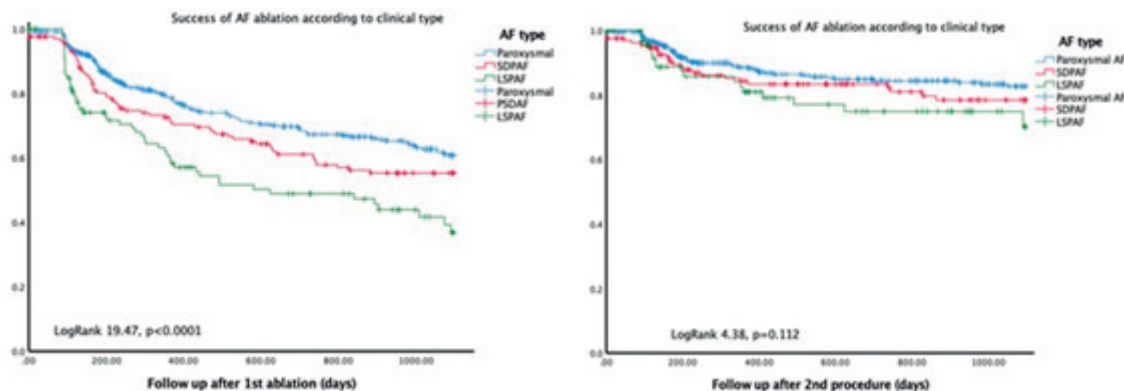 Success of AF ablation according to clinical type
AF type
Paroxysmal
SDPAF
LSPAF
Paroxysmal
PSDAF
LSPAF
1.0
0.8
0.6
0.4
0.2
0.0
LogRank 19.47, p<0.0001
.00 200.00 400.00 600.00 800.00 1000.00
Follow up after 1st ablation (days)
Success of AF ablation according to clinical type
AF type
Paroxysmal AF
SDPAF
LSPAF
Paroxysmal AF
SDPAF
LSPAF
1.0
0.8
0.6
0.4
0.2
0.0
LogRank 4.38, p=0.112
.00 200.00 400.00 600.00 800.00 1000.00
Follow up after 2nd procedure (days)